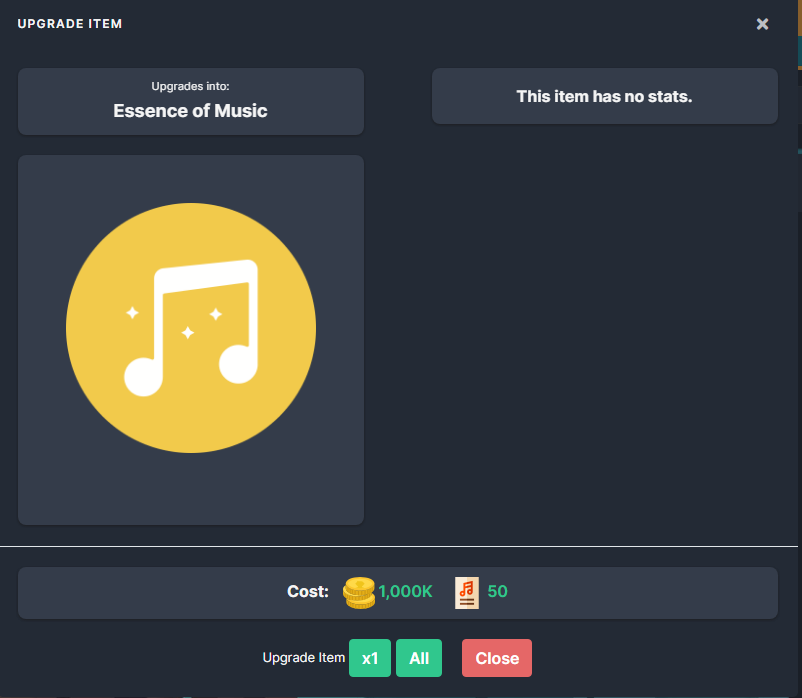 UPGRADE ITEM
Upgrades into:
Essence of Music
This item has no stats.
Cost: 1,000K 50
Upgrade Item x1 All Close